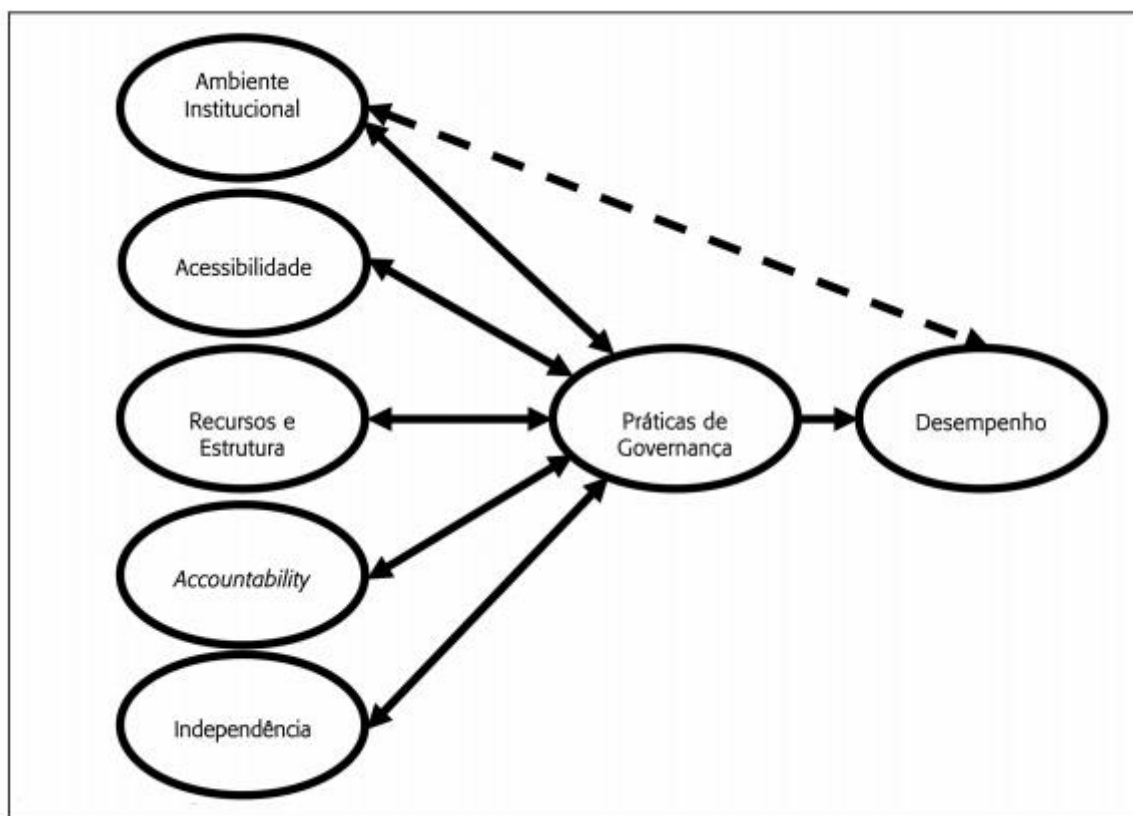 Ambiente
Institucional
Acessibilidade
Recursos e
Estrutura
Práticas de
Governança
Desempenho
Accountability
Independência